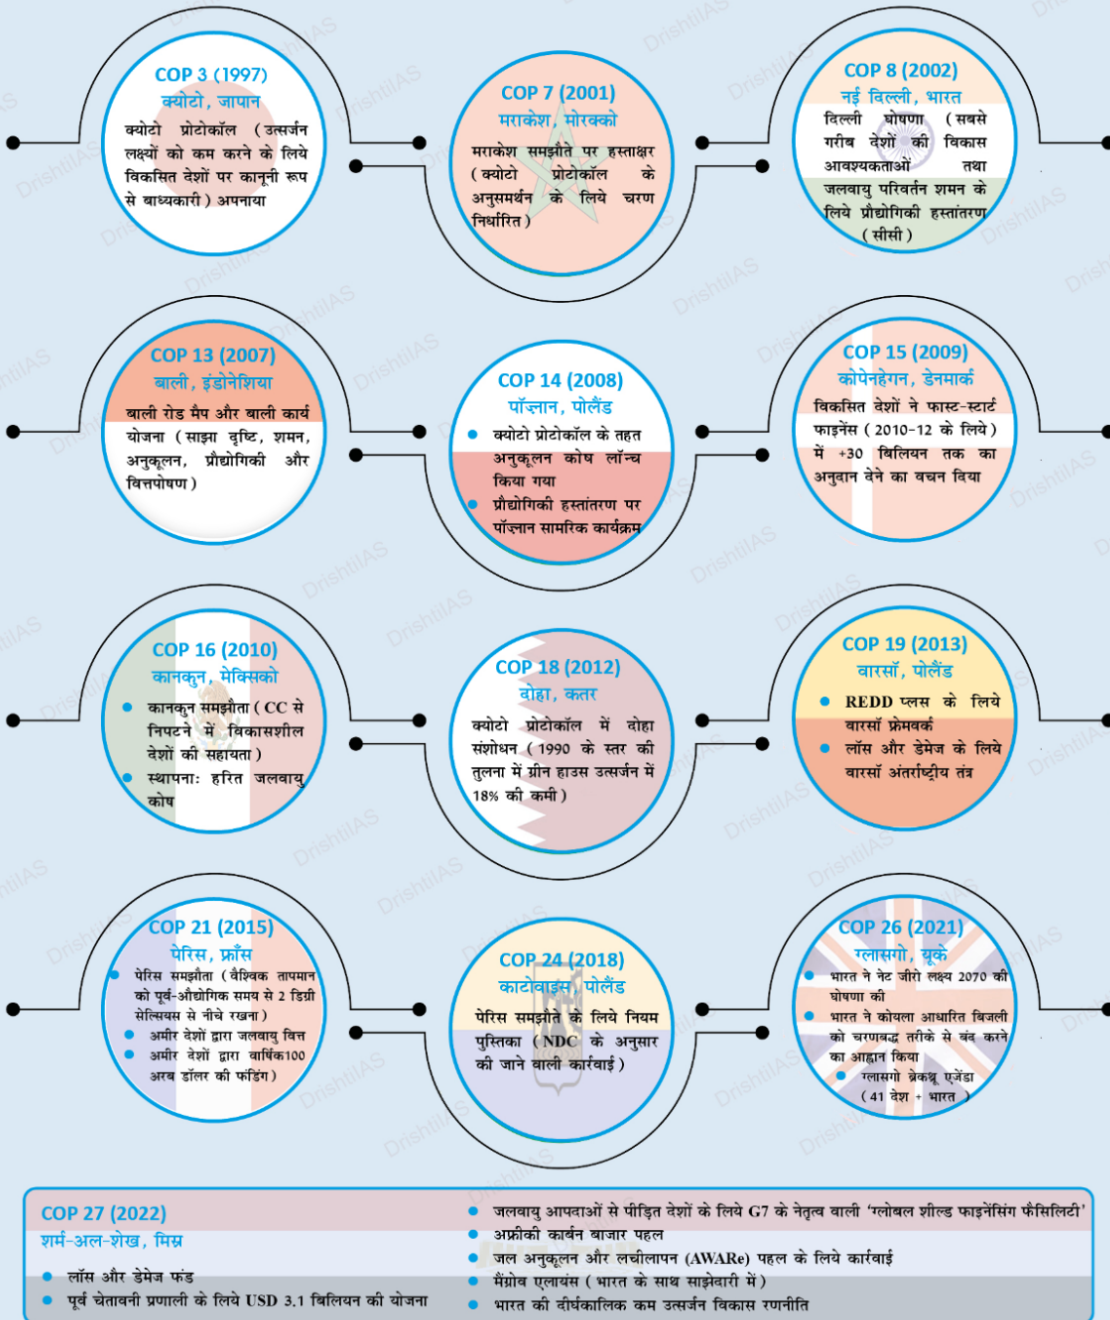 COP 3 (1997)
क्योटो, जापान
क्योटो प्रोटोकॉल (उत्सर्जन
लक्ष्यों को कम करने के लिये
विकसित देशों पर कानूनी रूप
से बाध्यकारी) अपनाया
COP 7 (2001)
मराकेश, मोरक्को
मराकेश समझौते पर हस्ताक्षर
(क्योटो प्रोटोकॉल के
अनुसमर्थन के लिये चरण
निर्धारित)
COP 8 (2002)
नई दिल्ली, भारत
दिल्ली घोषणा (सबसे
गरीब देशों की विकास
आवश्यकताओं तथा
जलवायु परिवर्तन शमन के
लिये प्रौद्योगिकी हस्तांतरण
(सीसी)
COP 13 (2007)
बाली, इंडोनेशिया
बाली रोड मैप और बाली कार्य
योजना (साझा दृष्टि, शमन,
अनुकूलन, प्रौद्योगिकी और
वित्तपोषण)
COP 14 (2008)
पॉज़्नान, पोलैंड
• क्योटो प्रोटोकॉल के तहत
अनुकूलन कोष लॉन्च
किया गया
• प्रौद्योगिकी हस्तांतरण पर
पॉज़्नान सामरिक कार्यक्रम
COP 15 (2009)
कोपेनहेगन, डेनमार्क
विकसित देशों ने फास्ट-स्टार्ट
फाइनेंस (2010-12 के लिये)
में +30 बिलियन तक का
अनुदान देने का वचन दिया
COP 16 (2010)
कानकुन, मेक्सिको
• कानकुन समझौता (CC से
निपटने में विकासशील
देशों की सहायता)
• स्थापना: हरित जलवायु
कोष
COP 18 (2012)
दोहा, कतर
क्योटो प्रोटोकॉल में दोहा
संशोधन (1990 के स्तर की
तुलना में ग्रीन हाउस उत्सर्जन में
18% की कमी)
COP 19 (2013)
वारसॉ, पोलैंड
• REDD प्लस के लिये
वारसॉ फ्रेमवर्क
• लॉस और डेमेज के लिये
वारसॉ अंतर्राष्ट्रीय तंत्र
COP 21 (2015)
पेरिस, फ्राँस
• पेरिस समझौता (वैश्विक तापमान
को पूर्व-औद्योगिक समय से 2 डिग्री
सेल्सियस से नीचे रखना)
• अमीर देशों द्वारा जलवायु वित्त
• अमीर देशों द्वारा वार्षिक100
अरब डॉलर की फंडिंग)
COP 24 (2018)
काटोवाइस, पोलैंड
पेरिस समझौते के लिये नियम
पुस्तिका (NDC के अनुसार
की जाने वाली कार्रवाई)
COP 26 (2021)
ग्लासगो, यूके
• भारत ने नेट जीरो लक्ष्य 2070 की
घोषणा की
• भारत ने कोयला आधारित बिजली
को चरणबद्ध तरीके से बंद करने
का आह्वान किया
• ग्लासगो ब्रेकथ्रू एजेंडा
(41 देश + भारत )
COP 27 (2022)
शर्म-अल-शेख, मिस्र
• लॉस और डेमेज फंड
• पूर्व चेतावनी प्रणाली के लिये USD 3.1 बिलियन की योजना
• जलवायु आपदाओं से पीड़ित देशों के लिये G7 के नेतृत्व वाली 'ग्लोबल शील्ड फाइनेंसिंग फैसिलिटी'
• अफ्रीकी कार्बन बाजार पहल
• जल अनुकूलन और लचीलापन (AWARe) पहल के लिये कार्रवाई
• मैंग्रोव एलायंस (भारत के साथ साझेदारी में)
• भारत की दीर्घकालिक कम उत्सर्जन विकास रणनीति
DrishtiIAS